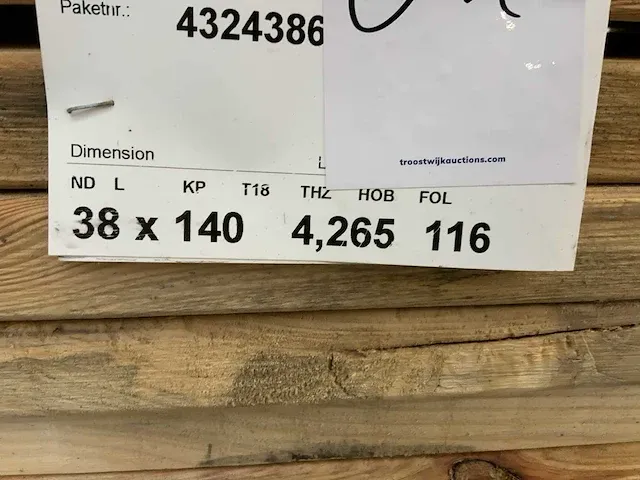 Paketnr.: 4324386
troostwijkauctions.com
Dimension
ND L KP T18 THZ HOB FOL
38 x 140 4,265 116